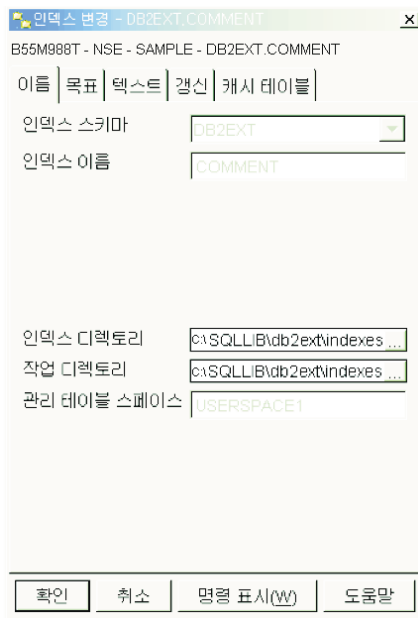 인덱스 변경 - DB2EXT.COMMENT
B55M988T - NSE - SAMPLE - DB2EXT.COMMENT
이름 목표 텍스트 갱신 캐시 테이블
인덱스 스키마 DB2EXT
인덱스 이름 COMMENT
인덱스 디렉토리 c:\SQLLIB\db2ext\indexes ...
작업 디렉토리 c:\SQLLIB\db2ext\indexes ...
관리 테이블 스페이스 USERSPACE1
확인 취소 명령 표시(W) 도움말